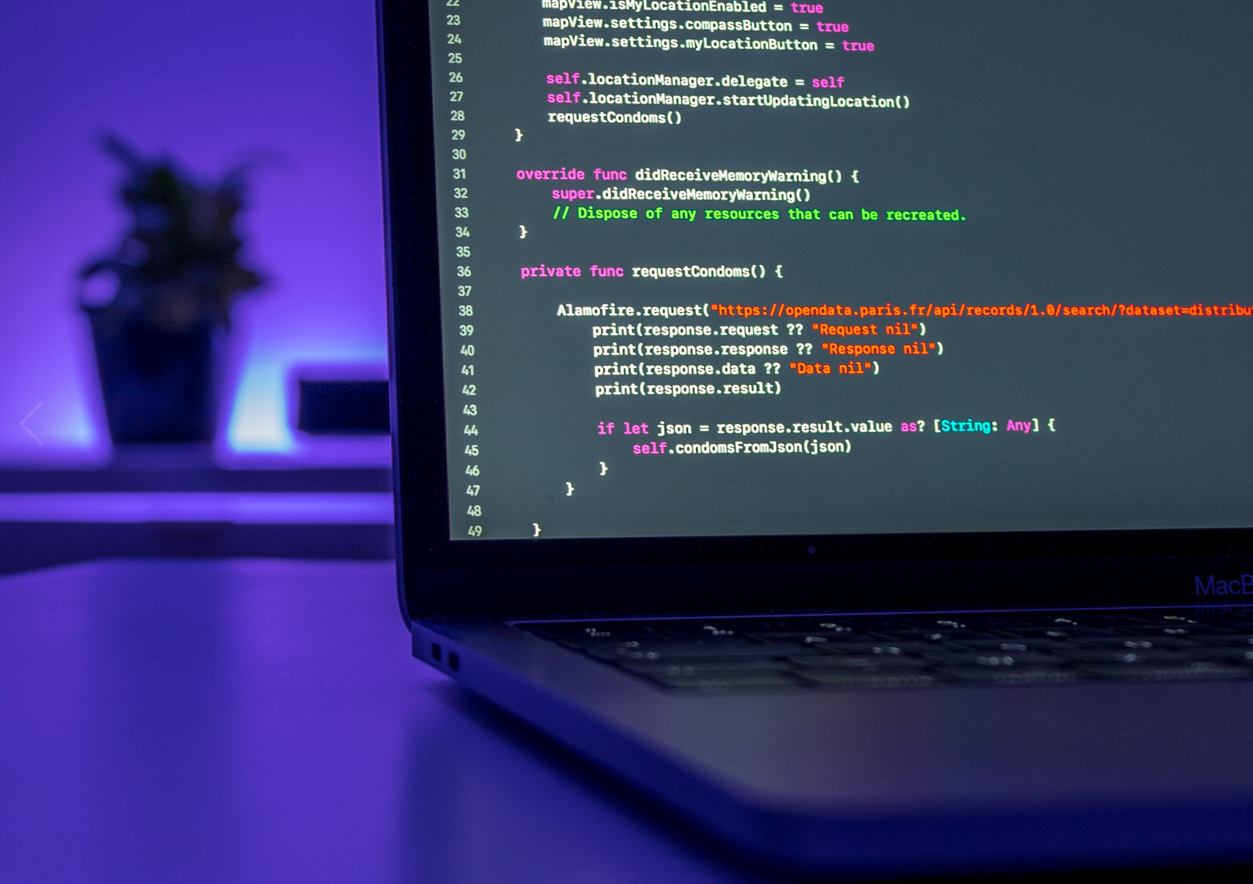 22 mapView.isMyLocationEnabled = true
23 mapView.settings.compassButton = true
24 mapView.settings.myLocationButton = true
25
26 self.locationManager.delegate = self
27 self.locationManager.startUpdatingLocation()
28 requestCondoms()
29 }
30
31 override func didReceiveMemoryWarning() {
32 super.didReceiveMemoryWarning()
33 // Dispose of any resources that can be recreated.
34 }
35
36 private func requestCondoms() {
37
38 Alamofire.request("https://opendata.paris.fr/api/records/1.0/search/?dataset=distribu
39 print(response.request ?? "Request nil")
40 print(response.response ?? "Response nil")
41 print(response.data ?? "Data nil")
42 print(response.result)
43
44 if let json = response.result.value as? [String: Any] {
45 self.condomsFromJson(json)
46 }
47 }
48
49 }
MacB